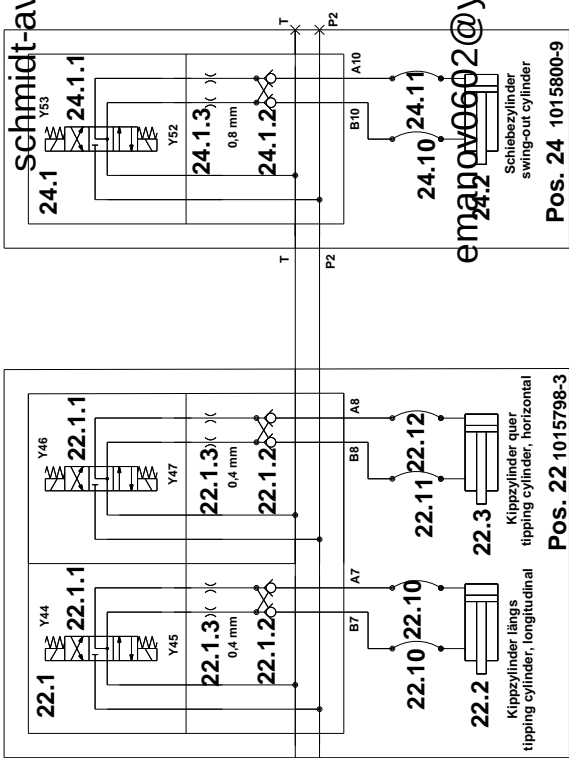 schmidt-av
T
P2
Y53
24.1.1
24.1
Y52
24.1.3
0,8 mm
24.1.2
A10
B10
24.11
24.10
emanov0602@y
24.2
Schiebezylinder
swing-out cylinder
Pos. 24 1015800-9
T
P2
Y46
22.1.1
Y47
22.1.3
0,4 mm
22.1.2
A8
B8
22.12
22.11
22.3
Kippzylinder quer
tipping cylinder, horizontal
Y44
22.1.1
22.1
Y45
22.1.3
0,4 mm
22.1.2
A7
B7
22.10
22.10
22.2
Kippzylinder längs
tipping cylinder, longitudinal
Pos. 22 1015798-3